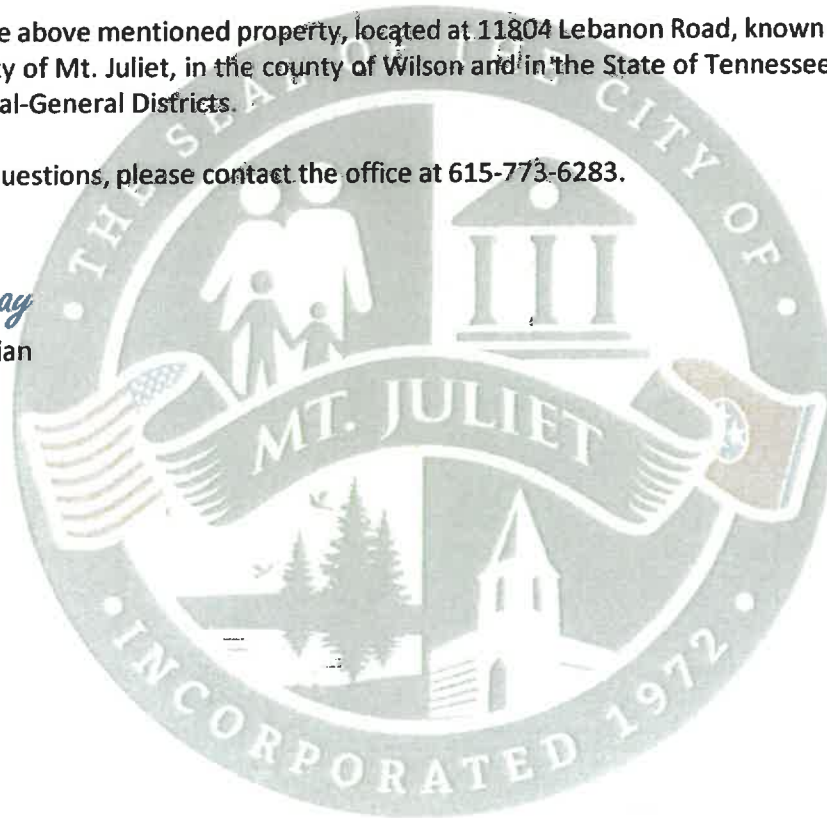 e above mentioned property, located at 11804 Lebanon Road, known
y of Mt. Juliet, in the county of Wilson and in the State of Tennessee
al-General Districts.
uestions, please contact the office at 615-773-6283.
ay
ian
THE SEAL OF THE CITY OF
MT. JULIET
INCORPORATED 1972